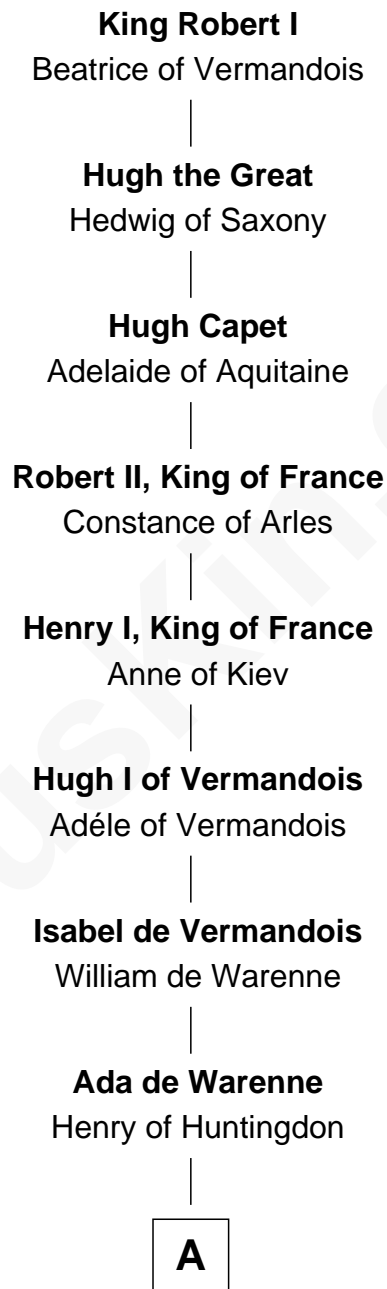 King Robert I
Beatrice of Vermandois
Hugh the Great
Hedwig of Saxony
Hugh Capet
Adelaide of Aquitaine
Robert II, King of France
Constance of Arles
Henry I, King of France
Anne of Kiev
Hugh I of Vermandois
Adéle of Vermandois
Isabel de Vermandois
William de Warenne
Ada de Warenne
Henry of Huntingdon
A